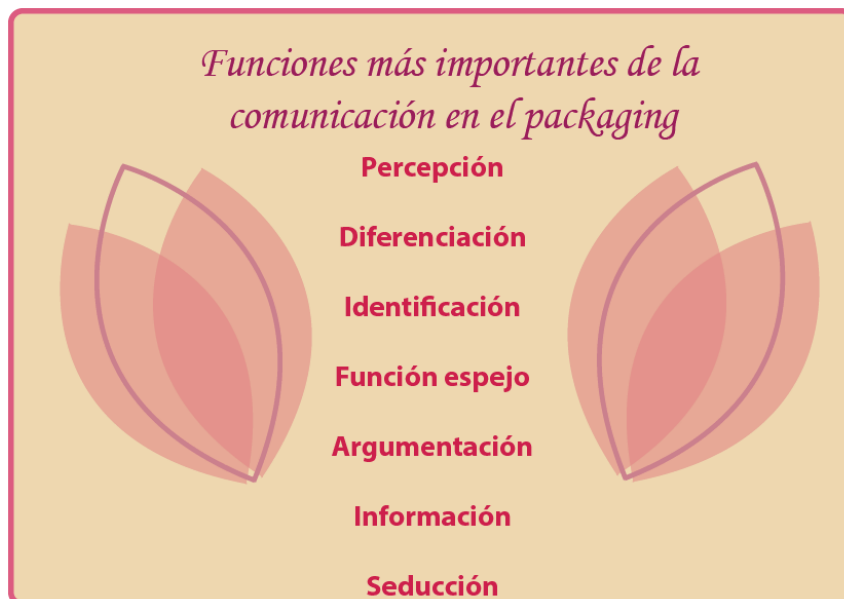 Funciones más importantes de la
comunicación en el packaging
Percepción
Diferenciación
Identificación
Función espejo
Argumentación
Información
Seducción